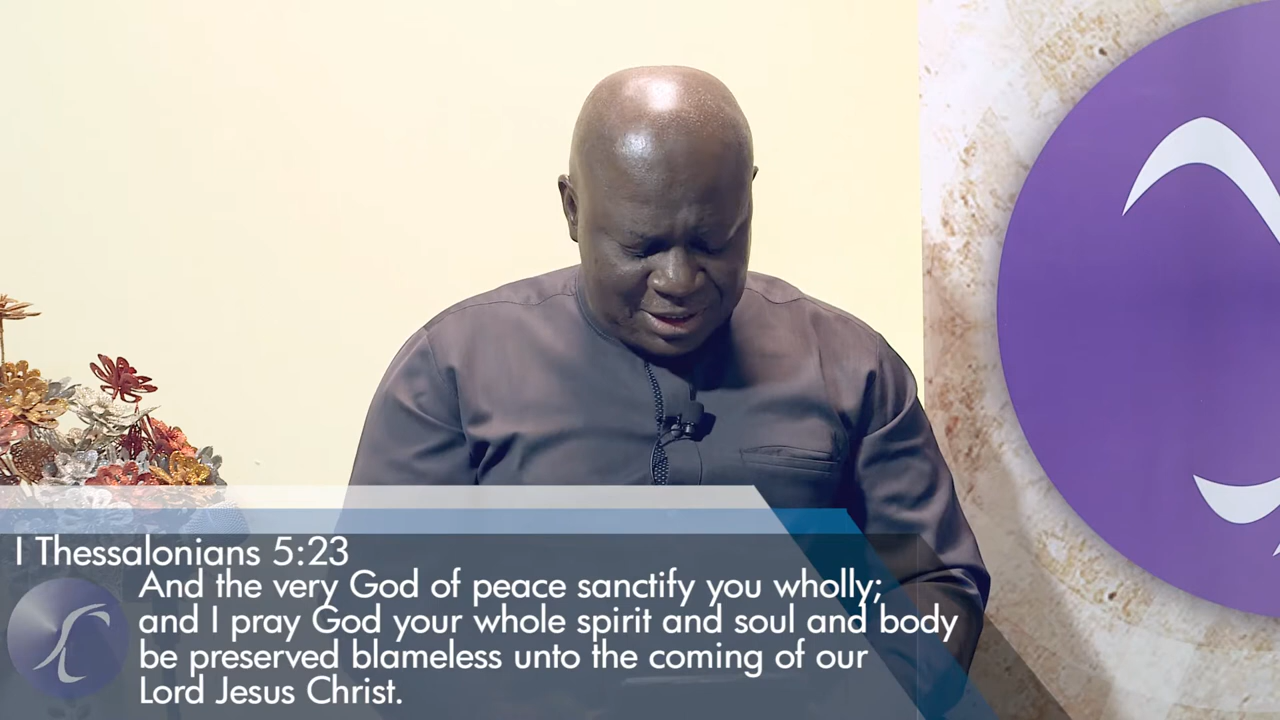 I Thessalonians 5:23
And the very God of peace sanctify you wholly;
and I pray God your whole spirit and soul and body
be preserved blameless unto the coming of our
Lord Jesus Christ.